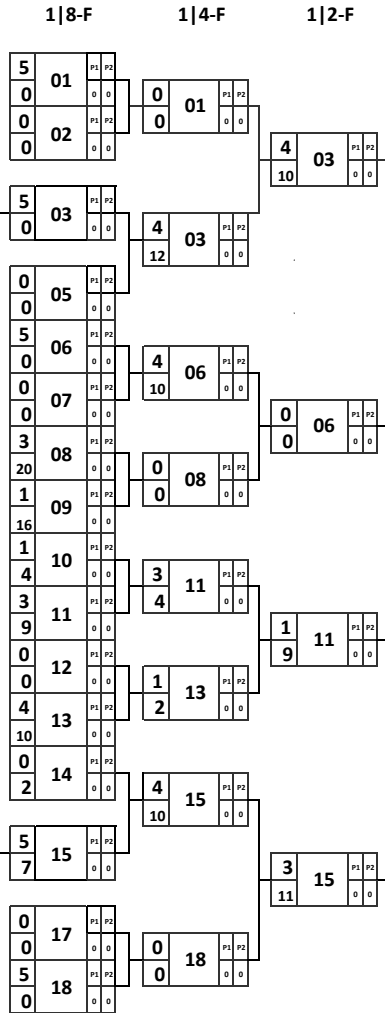 1|8-F 1|4-F 1|2-F
5 01 P1 P2
0 0 0
0 02 P1 P2
0 0 0
0 01 P1 P2
0 0 0
4 03 P1 P2
10 0 0
5 03 P1 P2
0 0 0
4 03 P1 P2
12 0 0
0 05 P1 P2
0 0 0
5 06 P1 P2
0 0 0
0 07 P1 P2
0 0 0
4 06 P1 P2
10 0 0
0 06 P1 P2
0 0 0
3 08 P1 P2
20 0 0
1 09 P1 P2
16 0 0
0 08 P1 P2
0 0 0
1 10 P1 P2
4 0 0
3 11 P1 P2
9 0 0
3 11 P1 P2
4 0 0
1 11 P1 P2
9 0 0
0 12 P1 P2
0 0 0
4 13 P1 P2
10 0 0
1 13 P1 P2
2 0 0
0 14 P1 P2
2 0 0
4 15 P1 P2
10 0 0
5 15 P1 P2
7 0 0
3 15 P1 P2
11 0 0
0 17 P1 P2
0 0 0
5 18 P1 P2
0 0 0
0 18 P1 P2
0 0 0